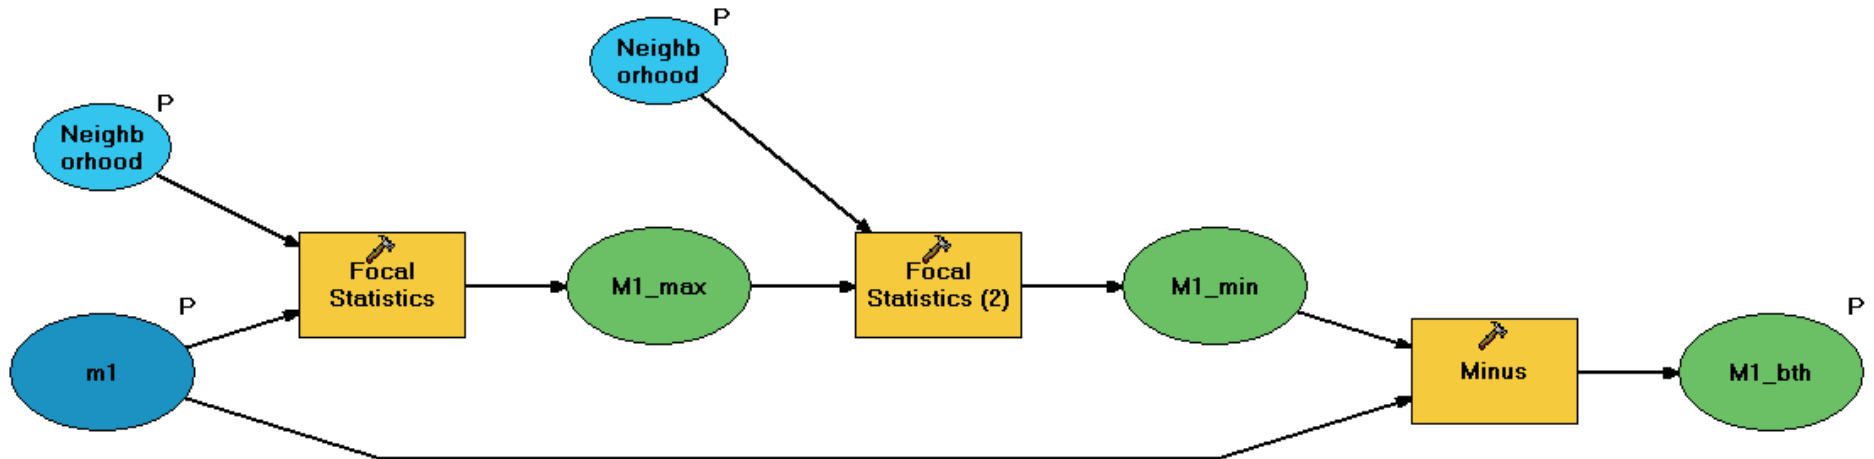 P
Neighb
orhood
P
Neighb
orhood
Focal
Statistics
M1_max
Focal
Statistics (2)
M1_min
P
m1
P
Minus
M1_bth